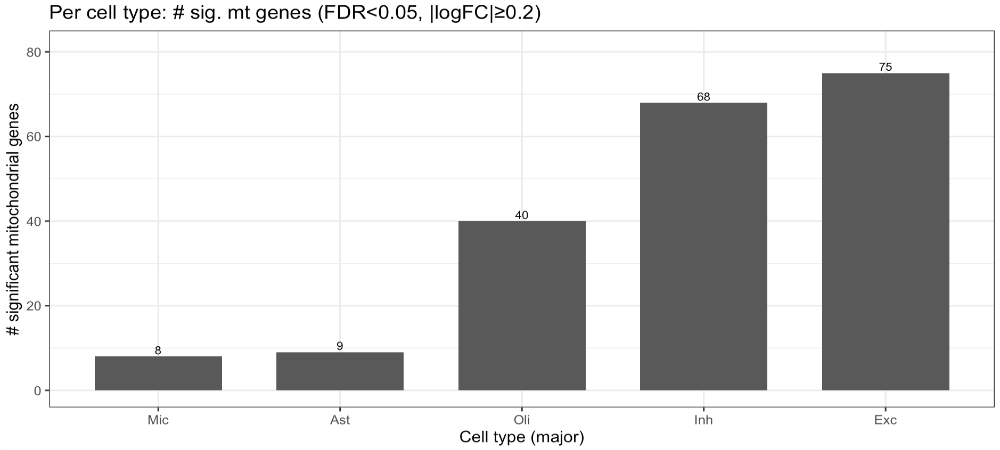 Per cell type: # sig. mt genes (FDR<0.05, |logFC|≥0.2)
# significant mitochondrial genes
80
60
40
20
0
8
9
40
68
75
Mic Ast Oli Inh Exc
Cell type (major)